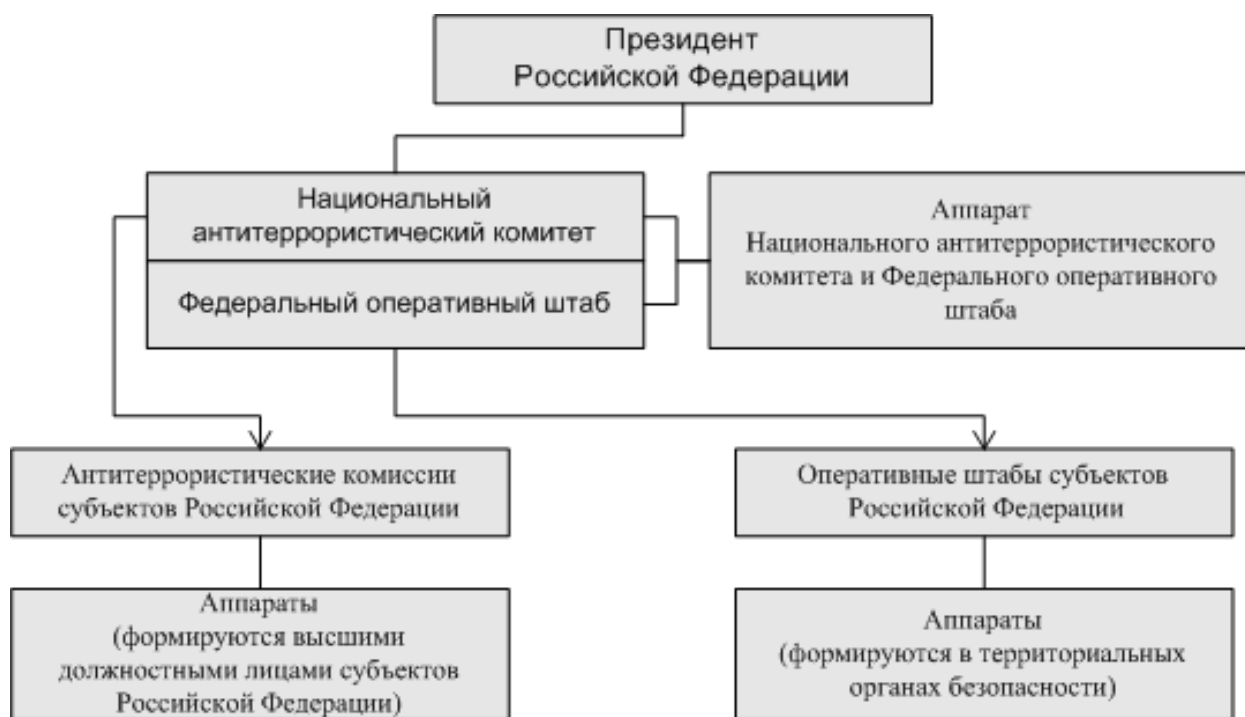 Президент
Российской Федерации
Национальный
антитеррористический комитет
Федеральный оперативный штаб
Аппарат
Национального антитеррористического
комитета и Федерального оперативного
штаба
Антитеррористические комиссии
субъектов Российской Федерации
Оперативные штабы субъектов
Российской Федерации
Аппараты
(формируются высшими
должностными лицами субъектов
Российской Федерации)
Аппараты
(формируются в территориальных
органах безопасности)